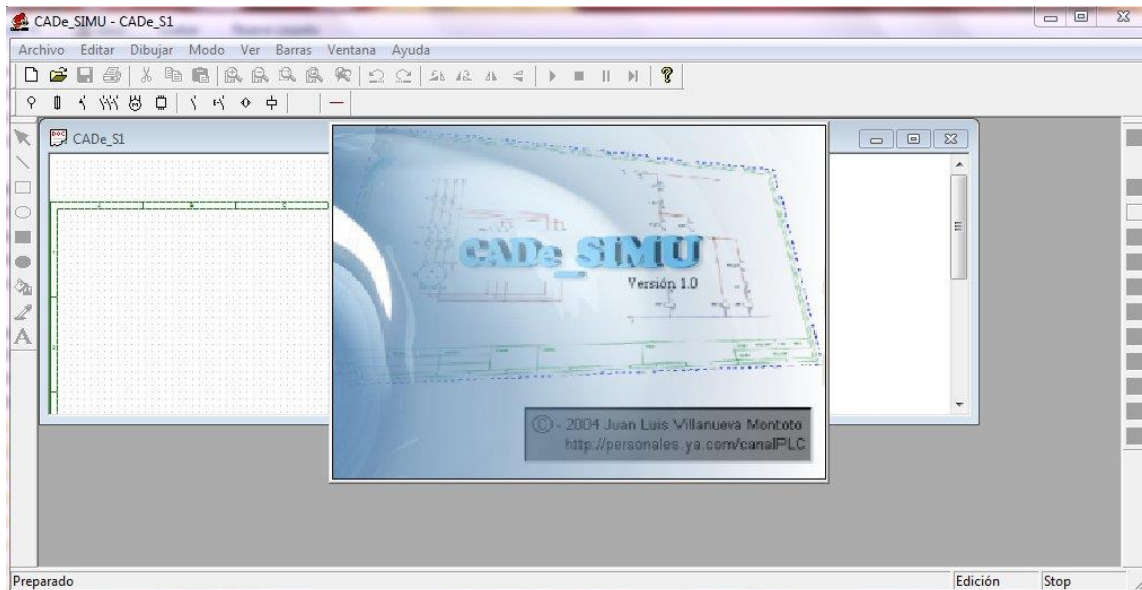 CADe_SIMU - CADe_S1
Archivo Editar Dibujar Modo Ver Barras Ventana Ayuda
CADe_S1
CADe_SIMU
Versión 1.0
© - 2004 Juan Luis Villanueva Montoto
http://personales.ya.com/canalPLC
A
Preparado
Edición
Stop